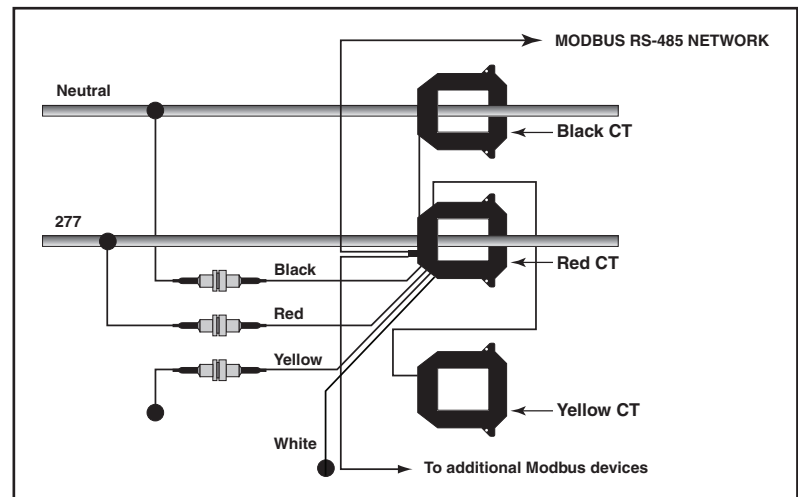 MODBUS RS-485 NETWORK
Neutral
Black CT
277
Black
Red CT
Red
Yellow
Yellow CT
White
To additional Modbus devices